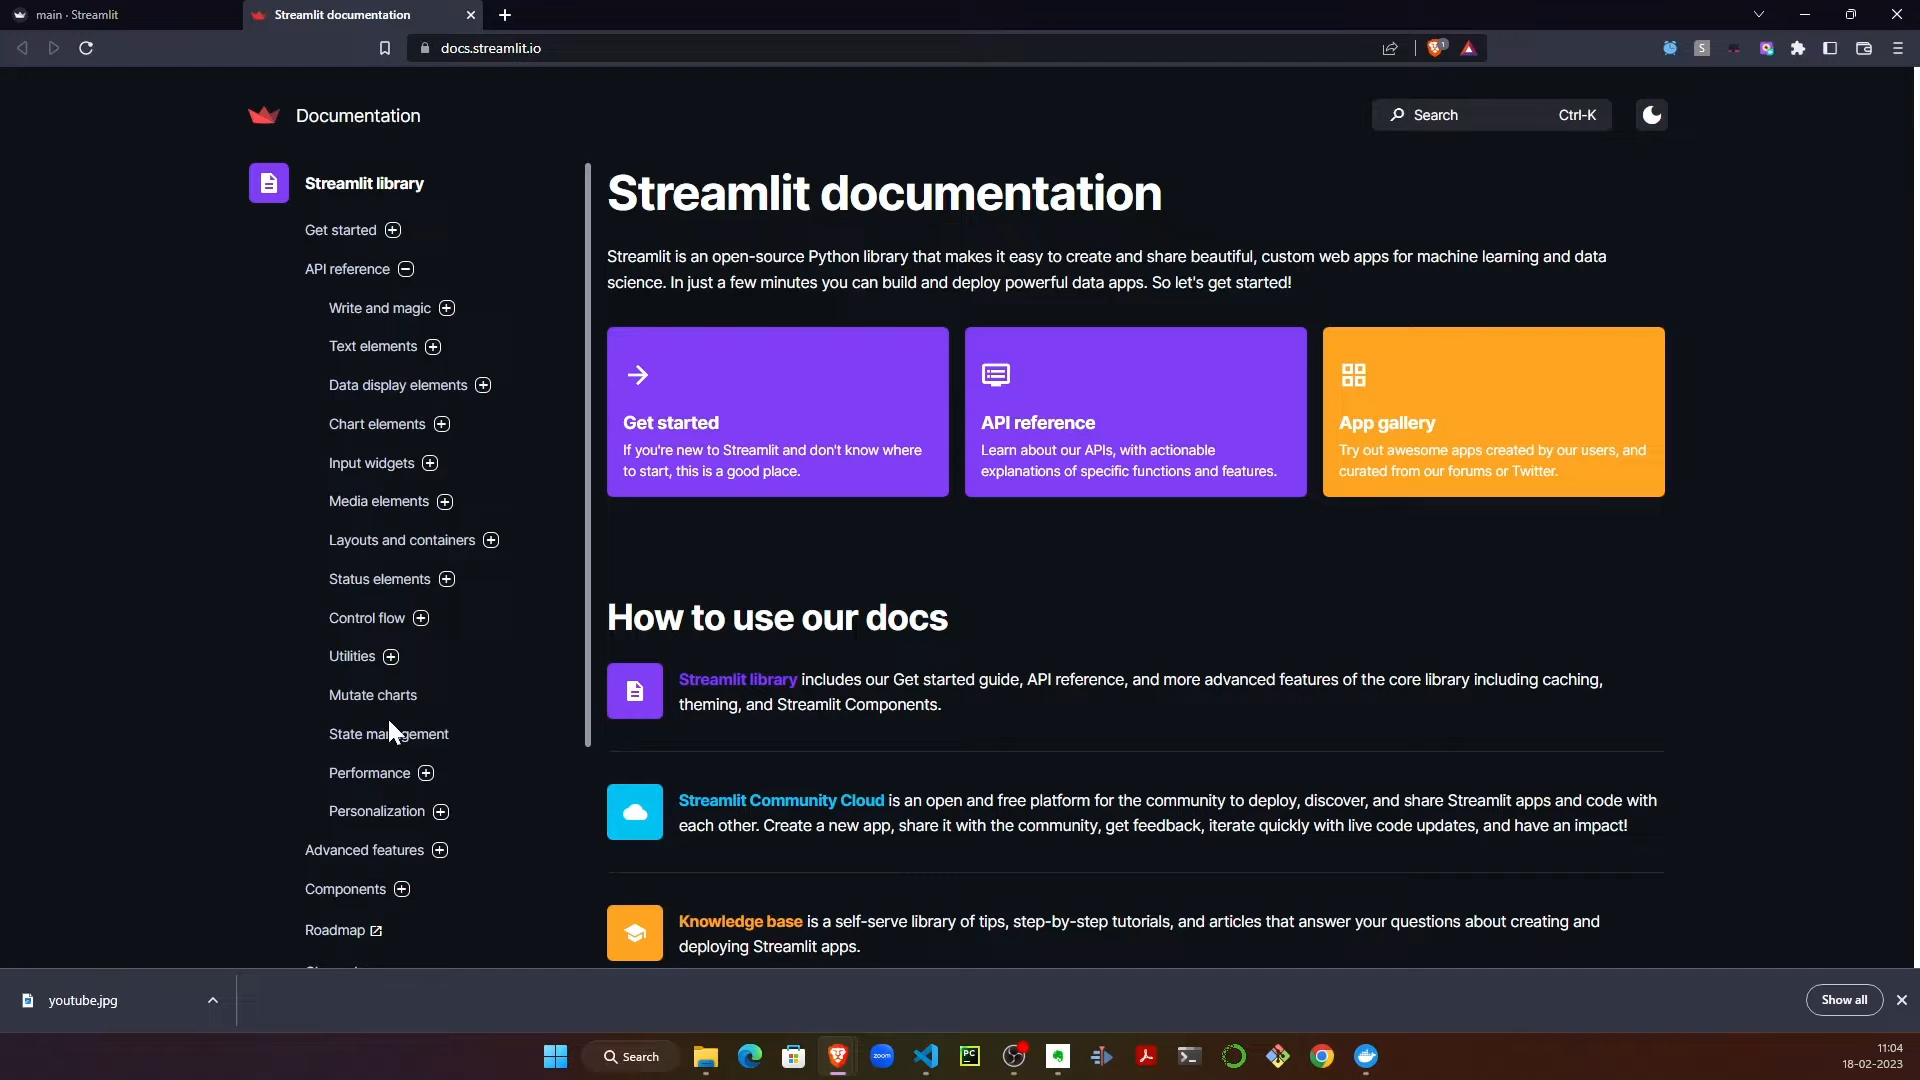 main · Streamlit
Streamlit documentation
docs.streamlit.io
1
S
Documentation
Search Ctrl-K
Streamlit library
Get started
API reference
Write and magic
Text elements
Data display elements
Chart elements
Input widgets
Media elements
Layouts and containers
Status elements
Control flow
Utilities
Mutate charts
State management
Performance
Personalization
Advanced features
Components
Roadmap
Streamlit documentation
Streamlit is an open-source Python library that makes it easy to create and share beautiful, custom web apps for machine learning and data
science. In just a few minutes you can build and deploy powerful data apps. So let's get started!
Get started
If you're new to Streamlit and don't know where
to start, this is a good place.
API reference
Learn about our APIs, with actionable
explanations of specific functions and features.
App gallery
Try out awesome apps created by our users, and
curated from our forums or Twitter.
How to use our docs
Streamlit library includes our Get started guide, API reference, and more advanced features of the core library including caching,
theming, and Streamlit Components.
Streamlit Community Cloud is an open and free platform for the community to deploy, discover, and share Streamlit apps and code with
each other. Create a new app, share it with the community, get feedback, iterate quickly with live code updates, and have an impact!
Knowledge base is a self-serve library of tips, step-by-step tutorials, and articles that answer your questions about creating and
deploying Streamlit apps.
youtube.jpg
Show all
Search
zoom
PC
11:04
18-02-2023